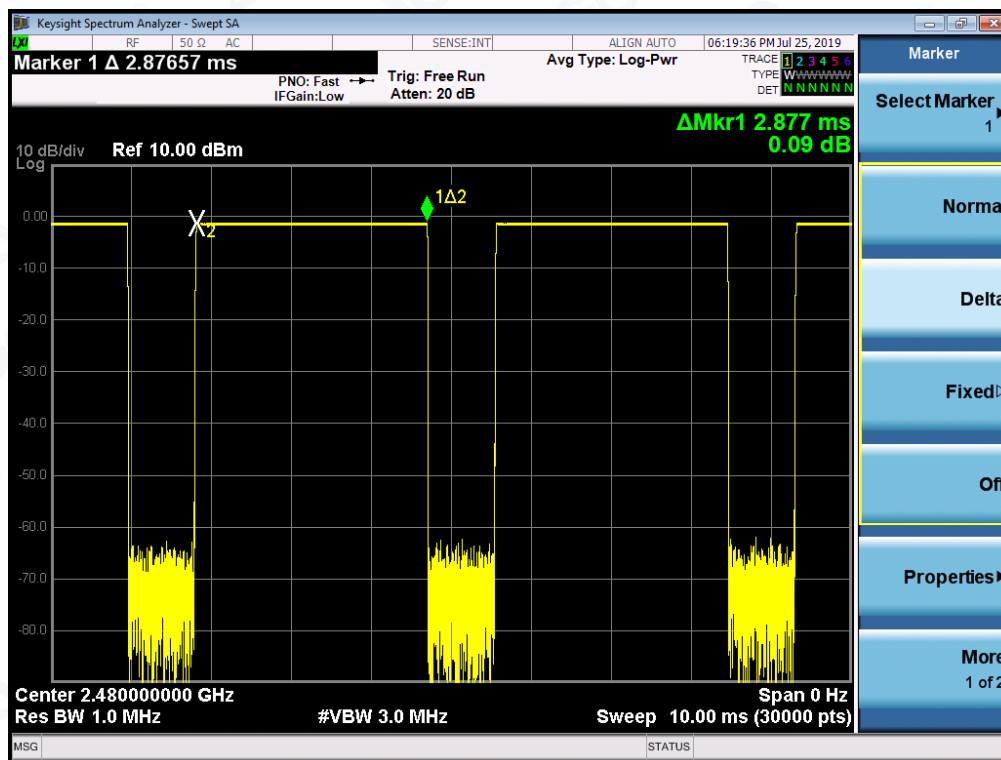 Keysight Spectrum Analyzer - Swept SA
LXI RF 50 Ω AC SENSE:INT ALIGN AUTO 06:19:36 PM Jul 25, 2019
Marker 1 Δ 2.87657 ms
PNO: Fast
IFGain:Low
Trig: Free Run
Atten: 20 dB
Avg Type: Log-Pwr
TRACE 1 2 3 4 5 6
TYPE WWWWWW
DET N N N N N N
ΔMkr1 2.877 ms
0.09 dB
10 dB/div Ref 10.00 dBm
Log
1Δ2
0.00
X2
-10.0
-20.0
-30.0
-40.0
-50.0
-60.0
-70.0
-80.0
Center 2.480000000 GHz Span 0 Hz
Res BW 1.0 MHz #VBW 3.0 MHz Sweep 10.00 ms (30000 pts)
MSG STATUS
Marker
Select Marker
1
Norma
Delta
Fixed
Off
Properties
More
1 of 2